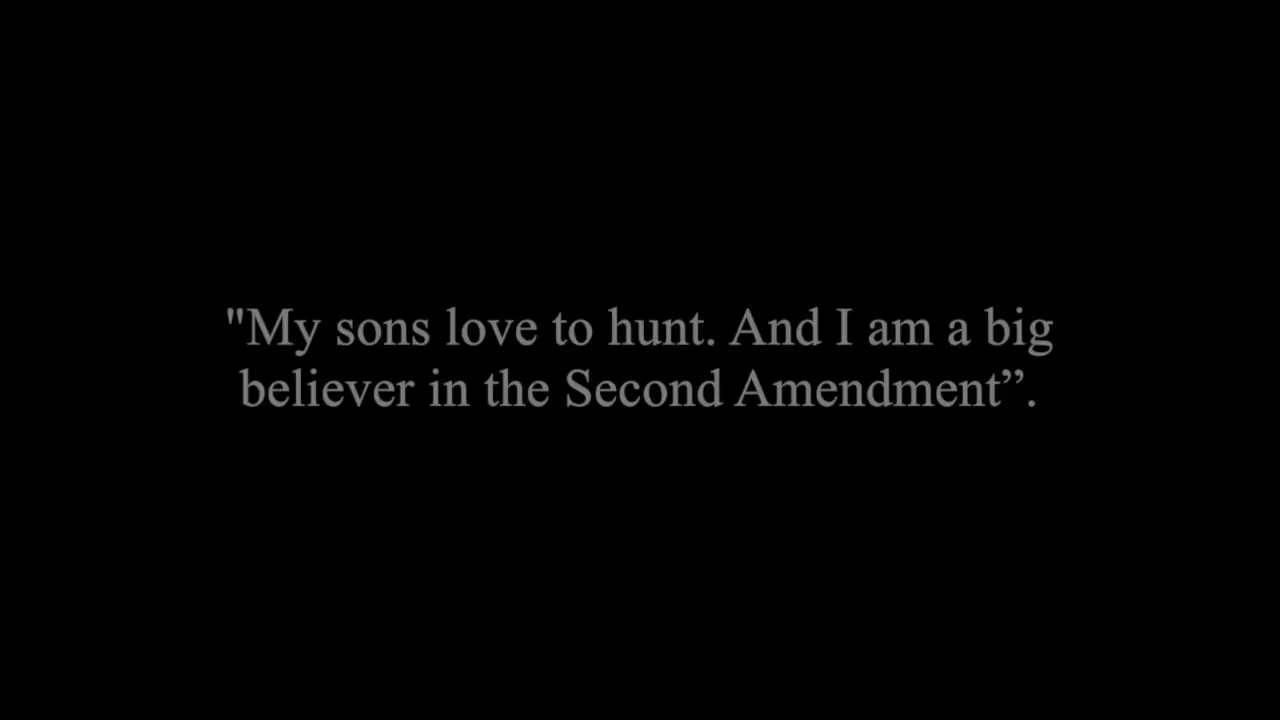 "My sons love to hunt. And I am a big
believer in the Second Amendment”.